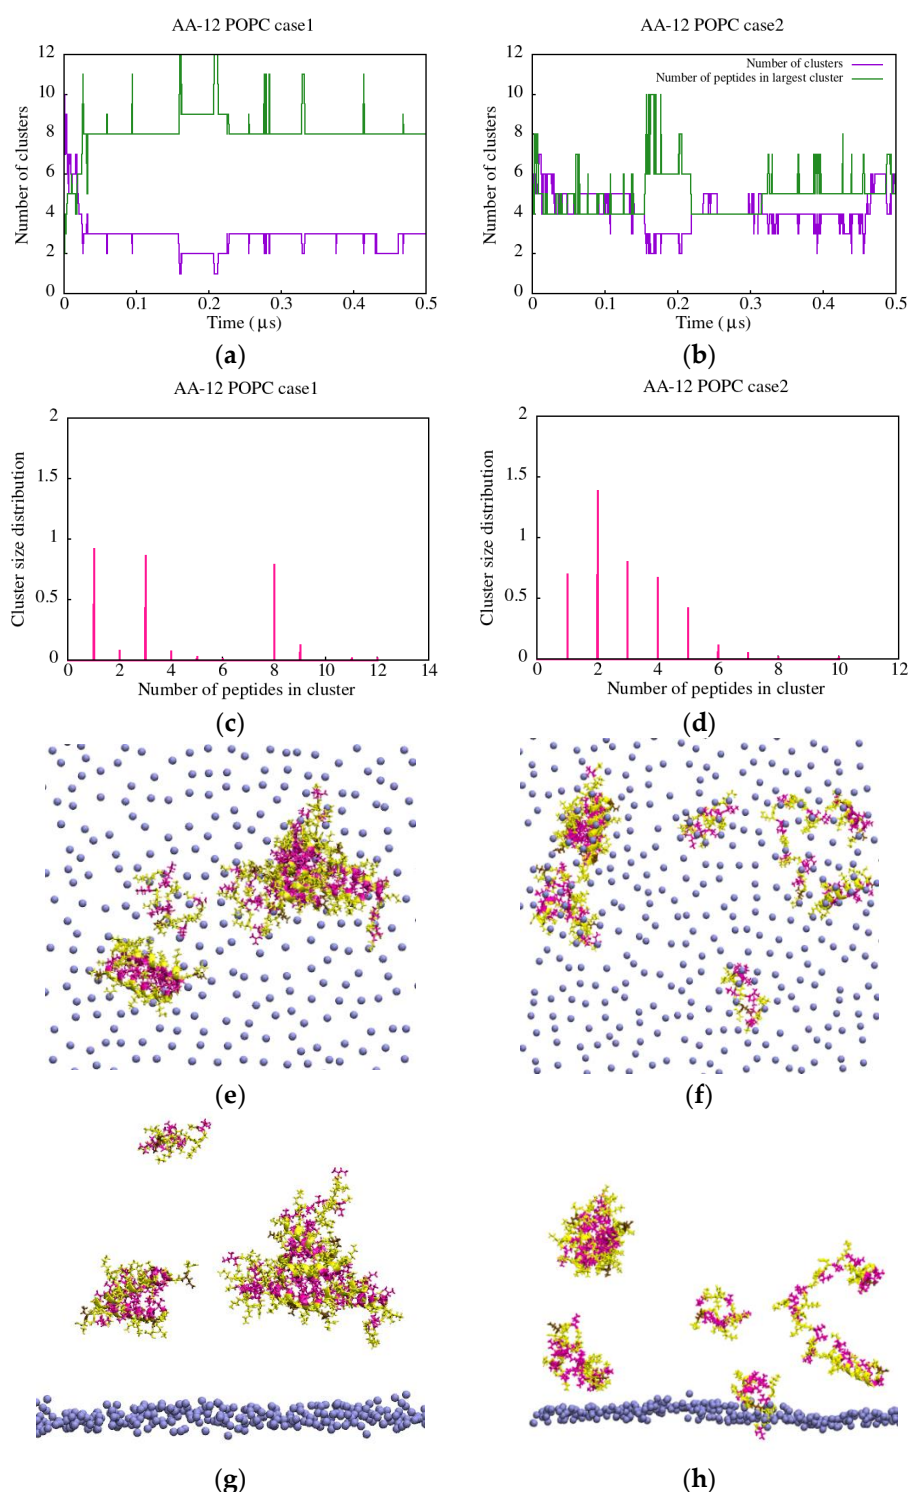 AA-12 POPC case1
12
10
8
6
4
2
0
Number of clusters
0 0.1 0.2 0.3 0.4 0.5
Time (μs)
(a)
AA-12 POPC case2
Number of clusters
Number of peptides in largest cluster
12
10
8
6
4
2
0
Number of clusters
0 0.1 0.2 0.3 0.4 0.5
Time (μs)
(b)
AA-12 POPC case1
2
1.5
1
0.5
0
Cluster size distribution
0 2 4 6 8 10 12 14
Number of peptides in cluster
(c)
AA-12 POPC case2
2
1.5
1
0.5
0
Cluster size distribution
0 2 4 6 8 10 12
Number of peptides in cluster
(d)
(e)
(f)
(g)
(h)